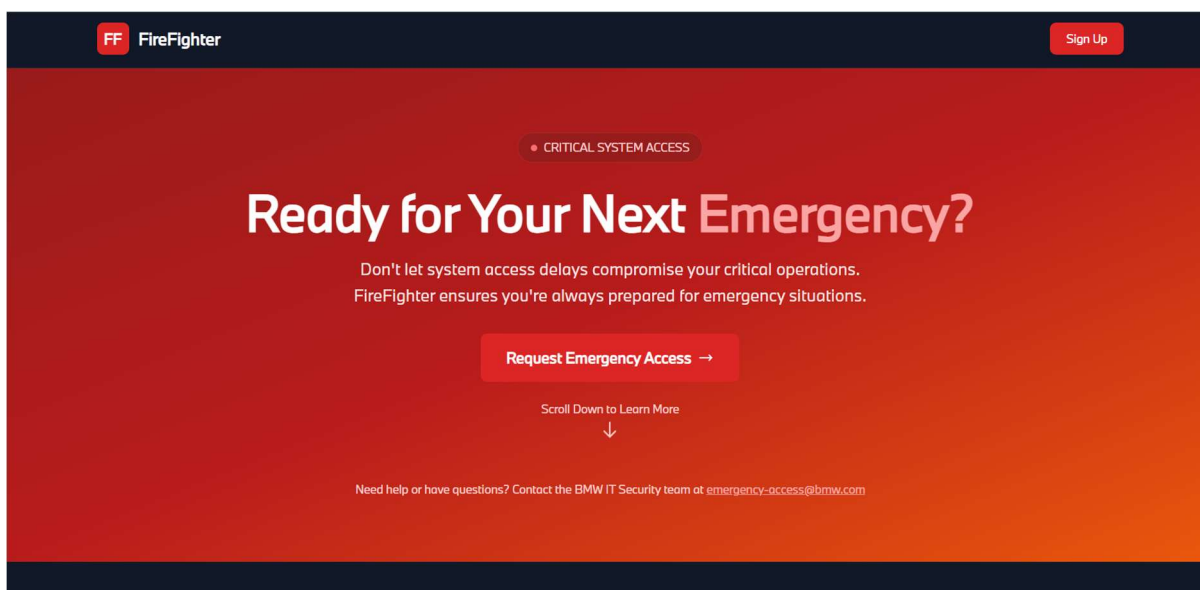 FF FireFighter
Sign Up
CRITICAL SYSTEM ACCESS
Ready for Your Next Emergency?
Don't let system access delays compromise your critical operations.
FireFighter ensures you're always prepared for emergency situations.
Request Emergency Access →
Scroll Down to Learn More
↓
Need help or have questions? Contact the BMW IT Security team at emergency-access@bmw.com